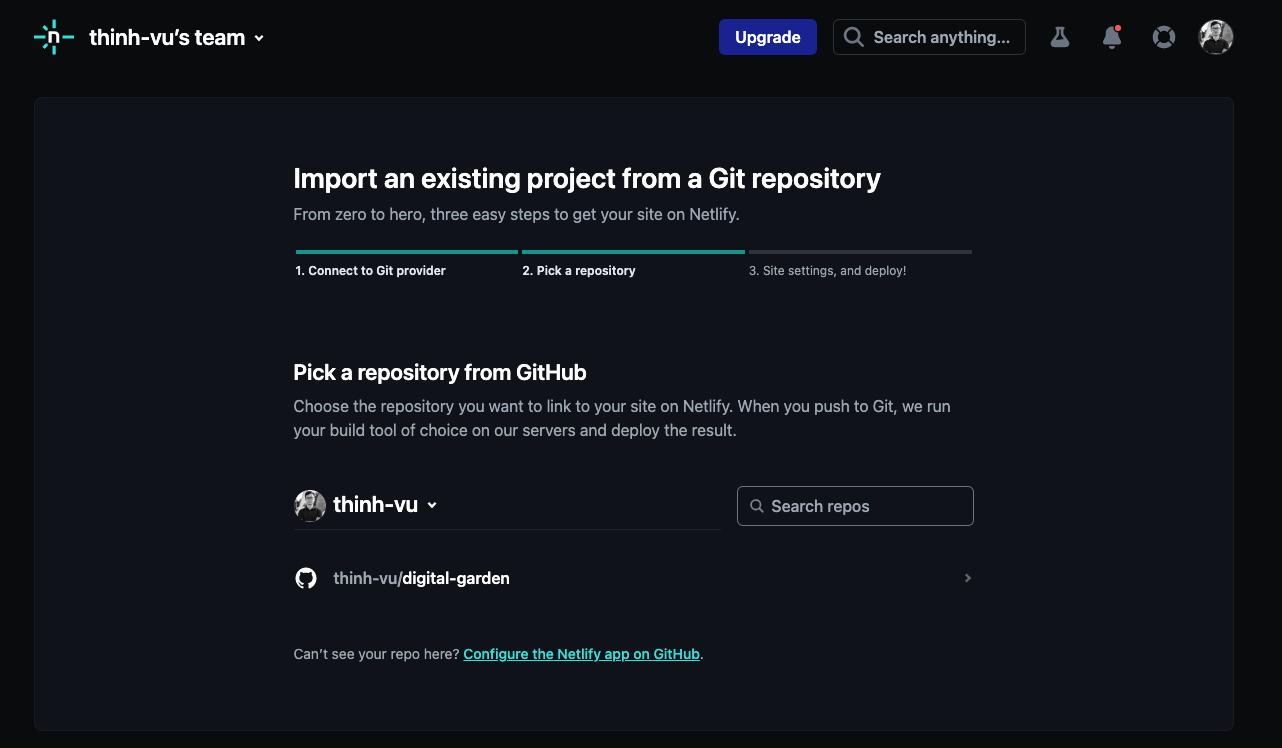 n
thinh-vu's team
Upgrade
Search anything...
Import an existing project from a Git repository
From zero to hero, three easy steps to get your site on Netlify.
1. Connect to Git provider
2. Pick a repository
3. Site settings, and deploy!
Pick a repository from GitHub
Choose the repository you want to link to your site on Netlify. When you push to Git, we run
your build tool of choice on our servers and deploy the result.
thinh-vu
Search repos
thinh-vu/digital-garden
Can't see your repo here? Configure the Netlify app on GitHub.